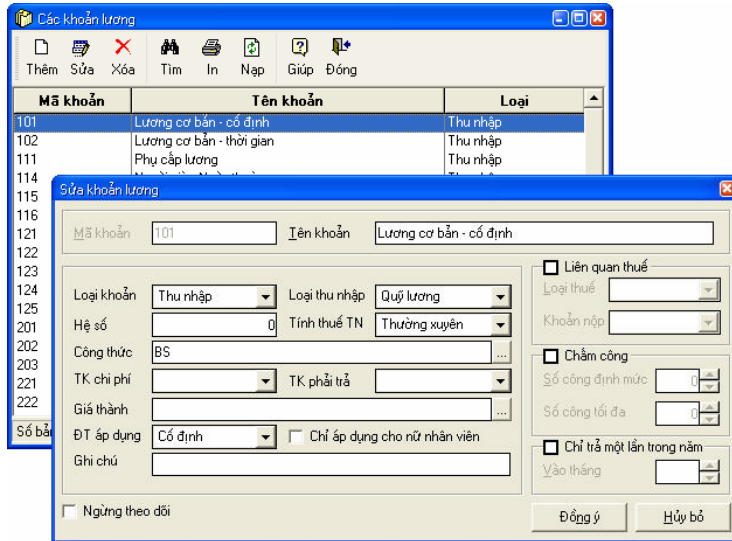 Các khoản lương
Thêm Sửa Xóa Tìm In Nạp Giúp Đóng
Mã khoản Tên khoản Loại
101 Lương cơ bản - cố định Thu nhập
102 Lương cơ bản - thời gian Thu nhập
111 Phụ cấp lương Thu nhập
114
115
116
121
122
123
124
125
201
202
203
221
222
Số
Sửa khoản lương
Mã khoản 101 Tên khoản Lương cơ bản - cố định
Loại khoản Thu nhập Loại thu nhập Quỹ lương
Hệ số 0 Tính thuế TN Thường xuyên
Công thức BS ...
TK chi phí TK phải trả
Giá thành ...
ĐT áp dụng Cố định Chỉ áp dụng cho nữ nhân viên
Ghi chú
Liên quan thuế
Loại thuế
Khoản nộp
Chấm công
Số công định mức 0
Số công tối đa 0
Chỉ trả một lần trong năm
Vào tháng
Ngừng theo dõi
Đồng ý Hủy bỏ